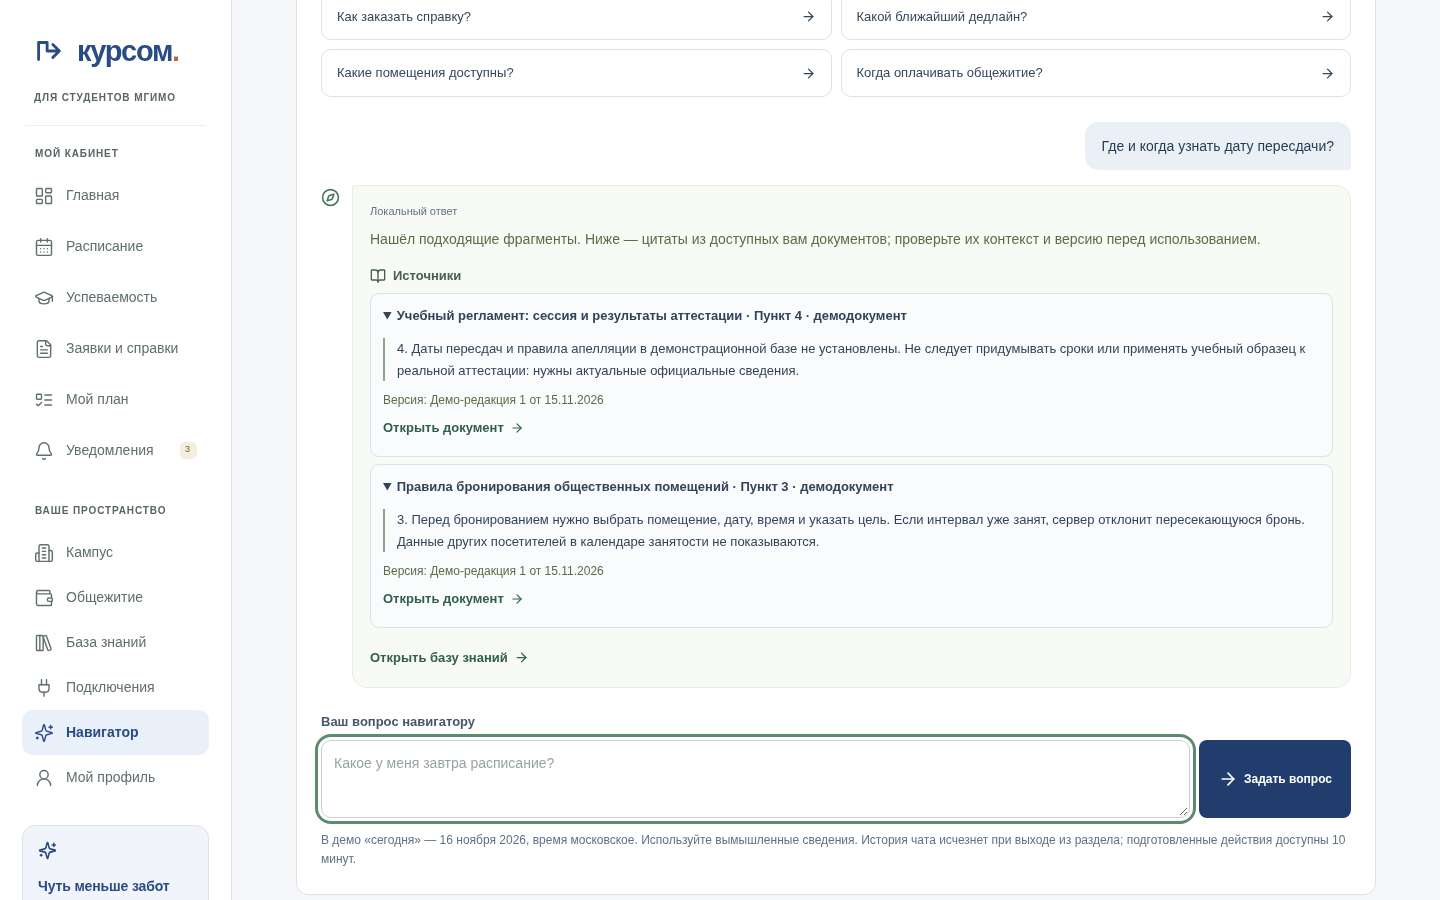 курсом.
ДЛЯ СТУДЕНТОВ МГИМО
МОЙ КАБИНЕТ
Главная
Расписание
Успеваемость
Заявки и справки
Мой план
Уведомления
3
ВАШЕ ПРОСТРАНСТВО
Кампус
Общежитие
База знаний
Подключения
Навигатор
Мой профиль
Чуть меньше забот
Как заказать справку?
Какой ближайший дедлайн?
Какие помещения доступны?
Когда оплачивать общежитие?
Где и когда узнать дату пересдачи?
Локальный ответ
Нашёл подходящие фрагменты. Ниже — цитаты из доступных вам документов; проверьте их контекст и версию перед использованием.
Источники
Учебный регламент: сессия и результаты аттестации · Пункт 4 · демодокумент
4. Даты пересдач и правила апелляции в демонстрационной базе не установлены. Не следует придумывать сроки или применять учебный образец к
реальной аттестации: нужны актуальные официальные сведения.
Версия: Демо-редакция 1 от 15.11.2026
Открыть документ
Правила бронирования общественных помещений · Пункт 3 · демодокумент
3. Перед бронированием нужно выбрать помещение, дату, время и указать цель. Если интервал уже занят, сервер отклонит пересекающуюся бронь.
Данные других посетителей в календаре занятости не показываются.
Версия: Демо-редакция 1 от 15.11.2026
Открыть документ
Открыть базу знаний
Ваш вопрос навигатору
Какое у меня завтра расписание?
Задать вопрос
В демо «сегодня» — 16 ноября 2026, время московское. Используйте вымышленные сведения. История чата исчезнет при выходе из раздела; подготовленные действия доступны 10
минут.